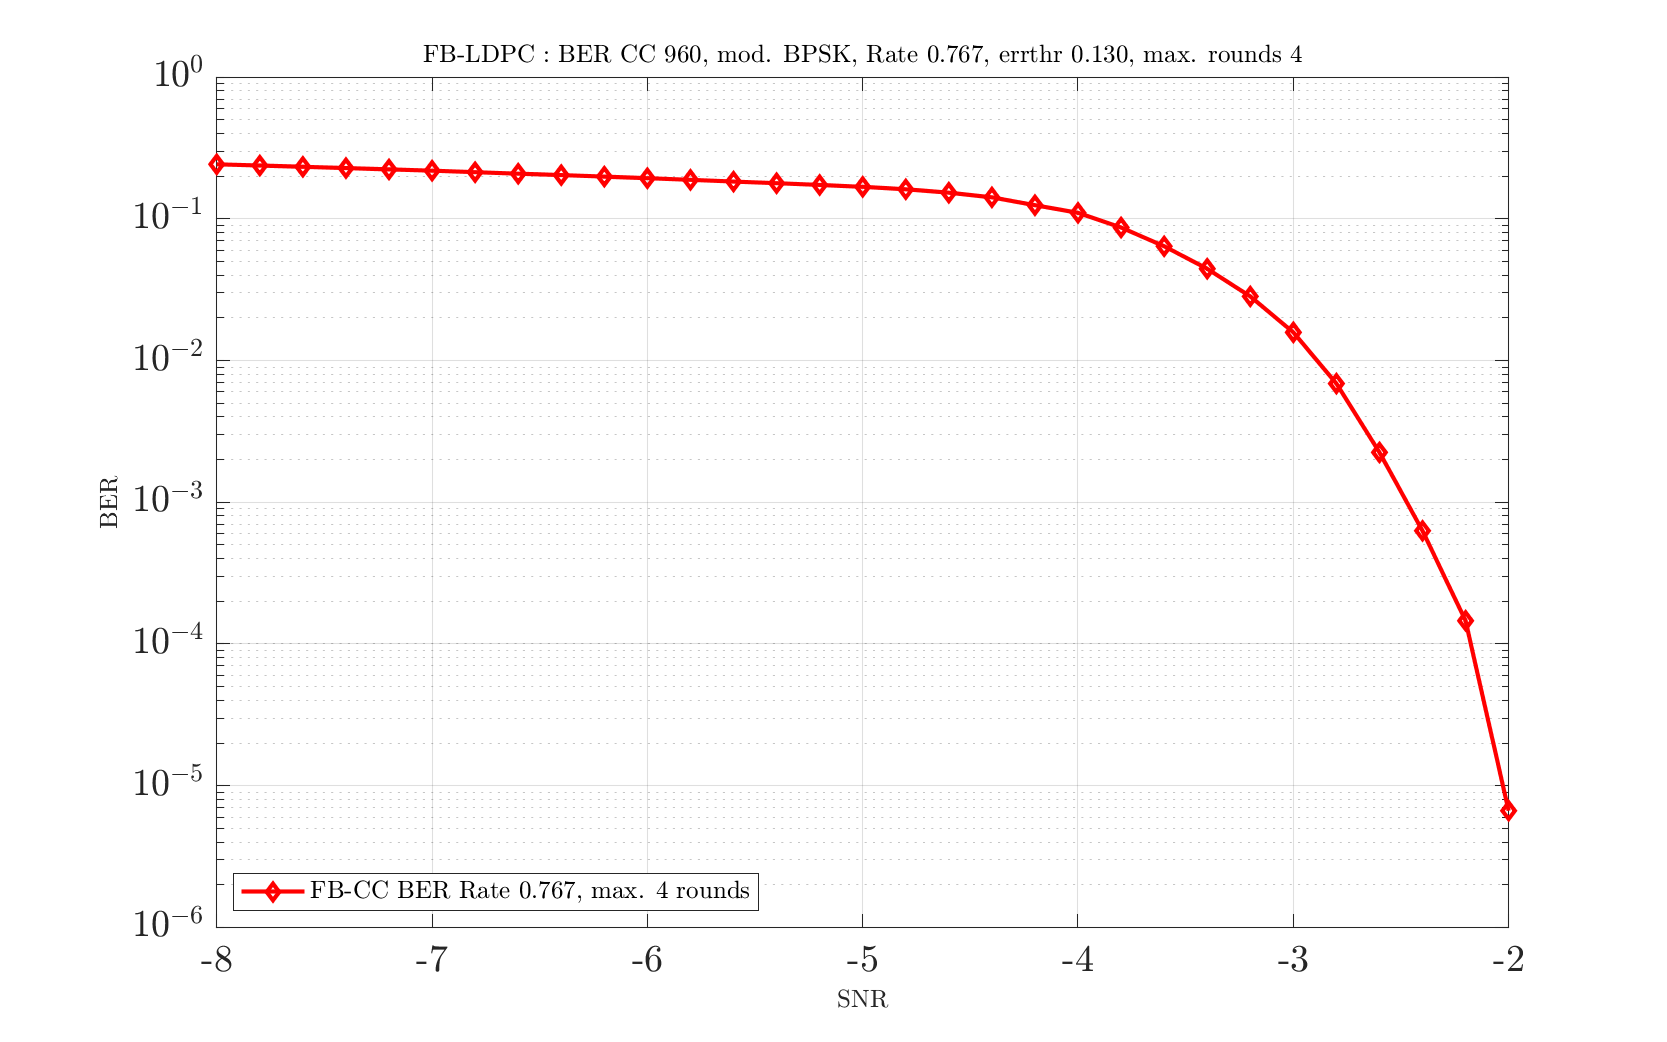 FB-LDPC : BER CC 960, mod. BPSK, Rate 0.767, errthr 0.130, max. rounds 4
10^0
10^{-1}
10^{-2}
10^{-3}
10^{-4}
10^{-5}
10^{-6}
BER
FB-CC BER Rate 0.767, max. 4 rounds
-8 -7 -6 -5 -4 -3 -2
SNR